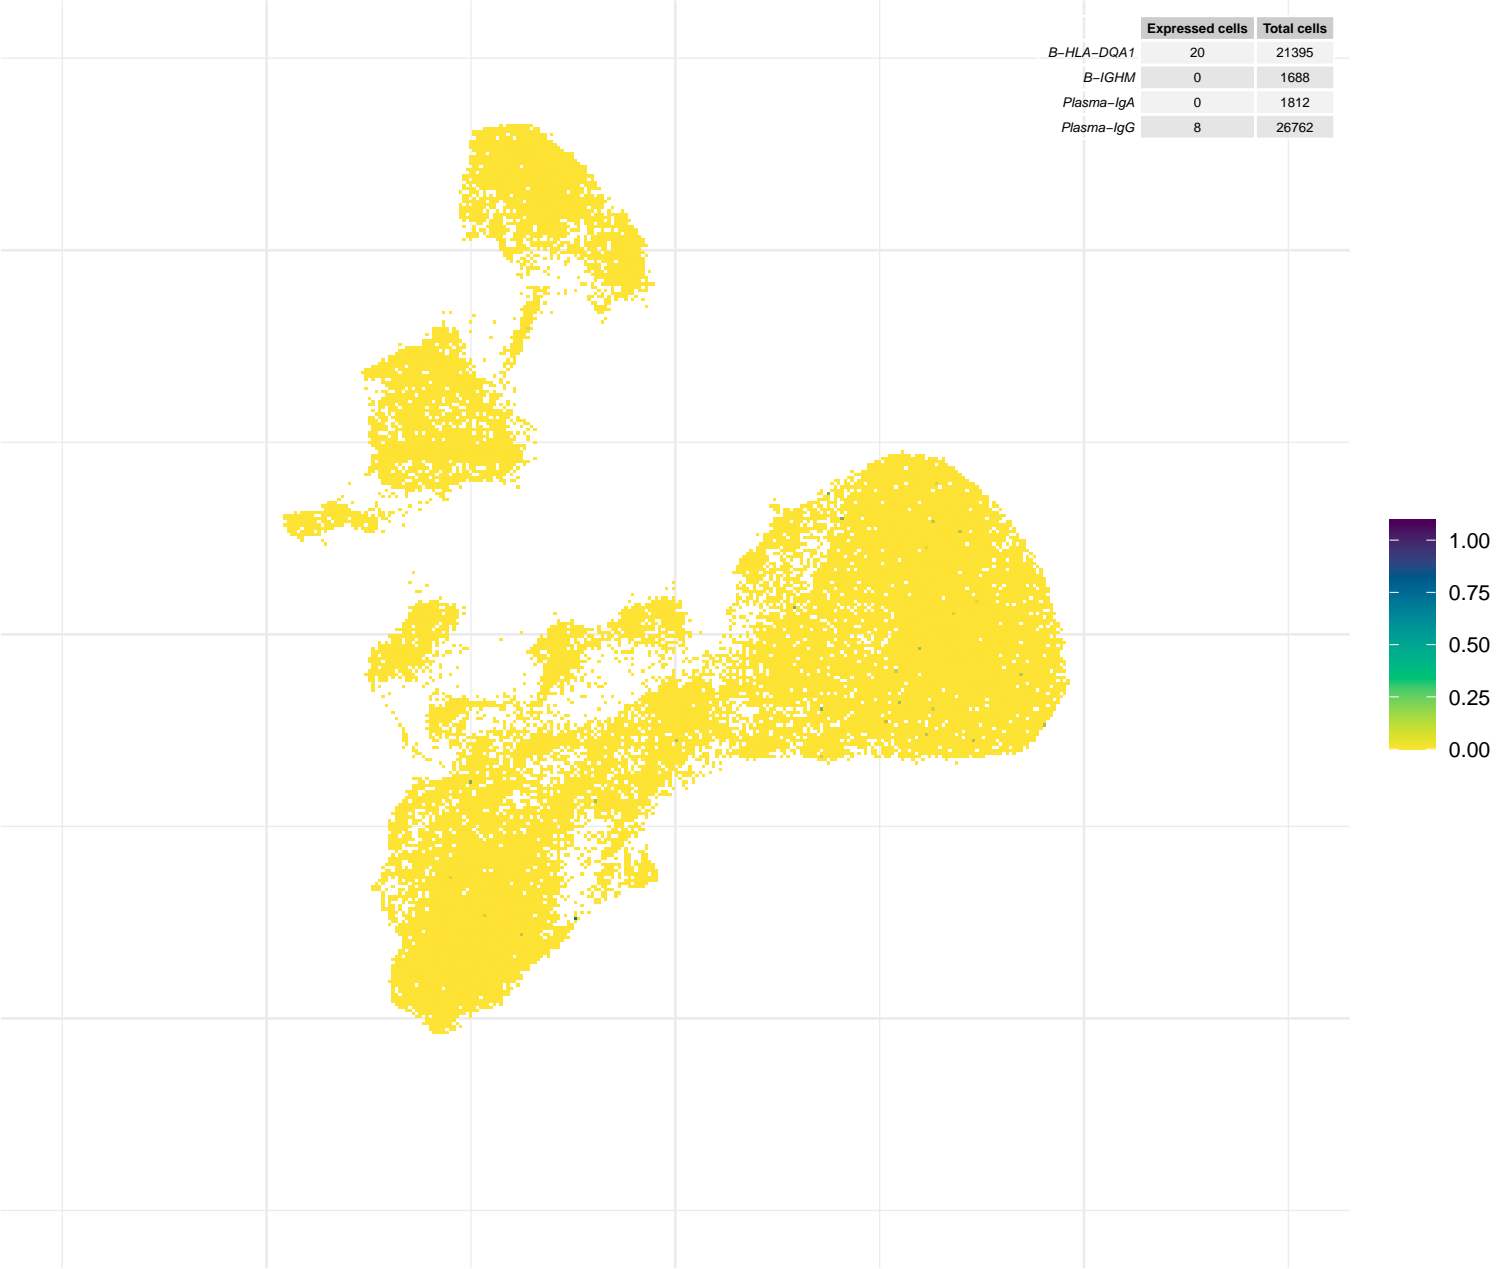 Expressed cells Total cells
B−HLA−DQA1 20 21395
B−IGHM 0 1688
Plasma−IgA 0 1812
Plasma−IgG 8 26762
1.00
0.75
0.50
0.25
0.00